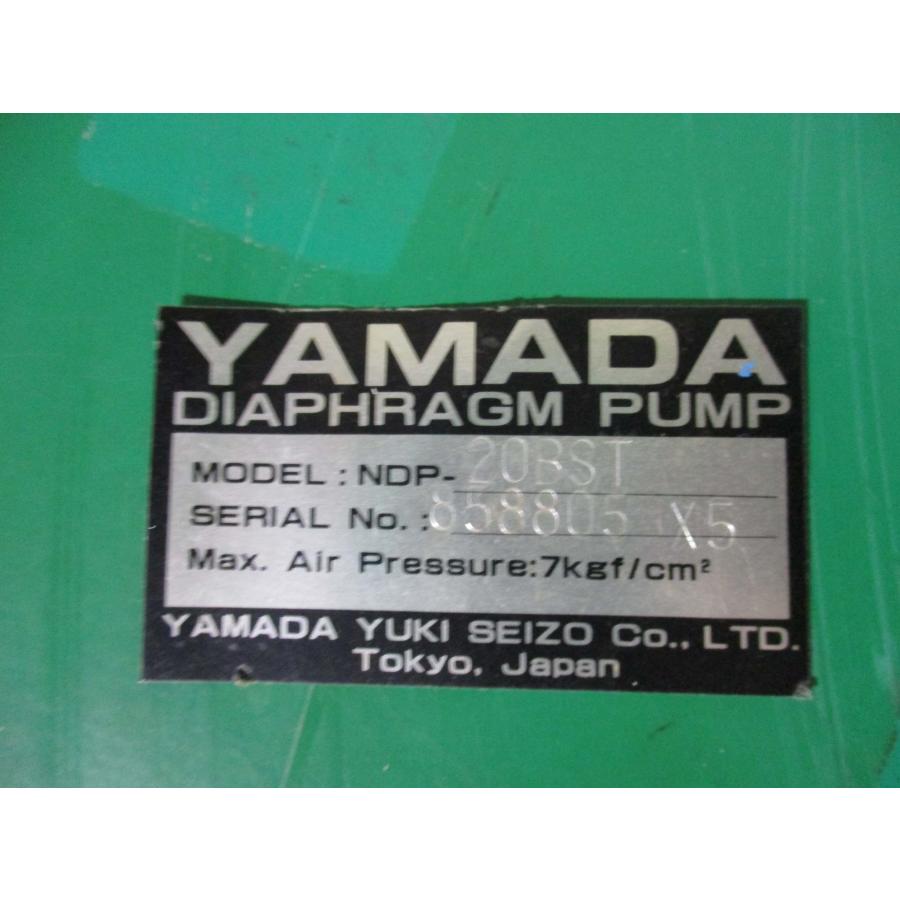 YAMADA
DIAPHRAGM PUMP
MODEL : NDP-20BST
SERIAL No. : 858805 X5
Max. Air Pressure:7kgf/cm²
YAMADA YUKI SEIZO Co., LTD.
Tokyo, Japan